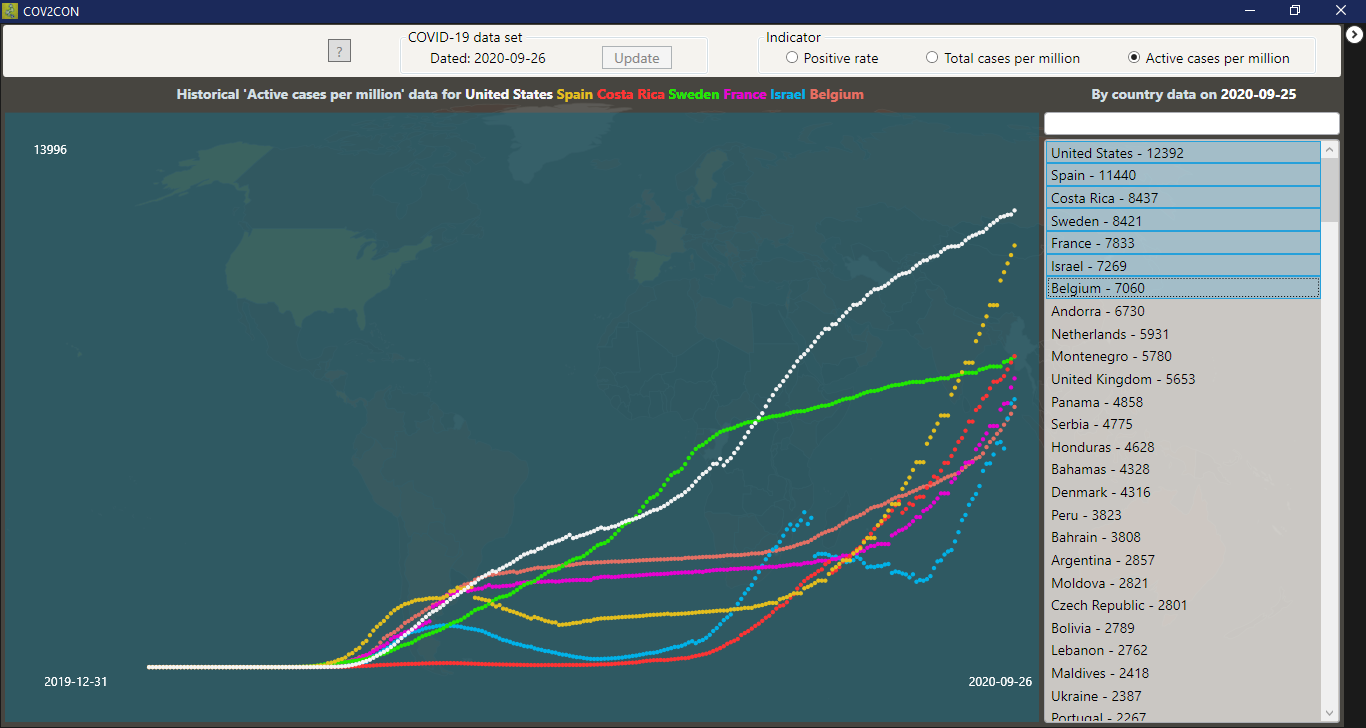 COV2CON
?
COVID-19 data set
Dated: 2020-09-26
Update
Indicator
Positive rate
Total cases per million
Active cases per million
Historical 'Active cases per million' data for United States Spain Costa Rica Sweden France Israel Belgium
By country data on 2020-09-25
13996
2019-12-31
2020-09-26
United States - 12392
Spain - 11440
Costa Rica - 8437
Sweden - 8421
France - 7833
Israel - 7269
Belgium - 7060
Andorra - 6730
Netherlands - 5931
Montenegro - 5780
United Kingdom - 5653
Panama - 4858
Serbia - 4775
Honduras - 4628
Bahamas - 4328
Denmark - 4316
Peru - 3823
Bahrain - 3808
Argentina - 2857
Moldova - 2821
Czech Republic - 2801
Bolivia - 2789
Lebanon - 2762
Maldives - 2418
Ukraine - 2387
Portugal - 2267